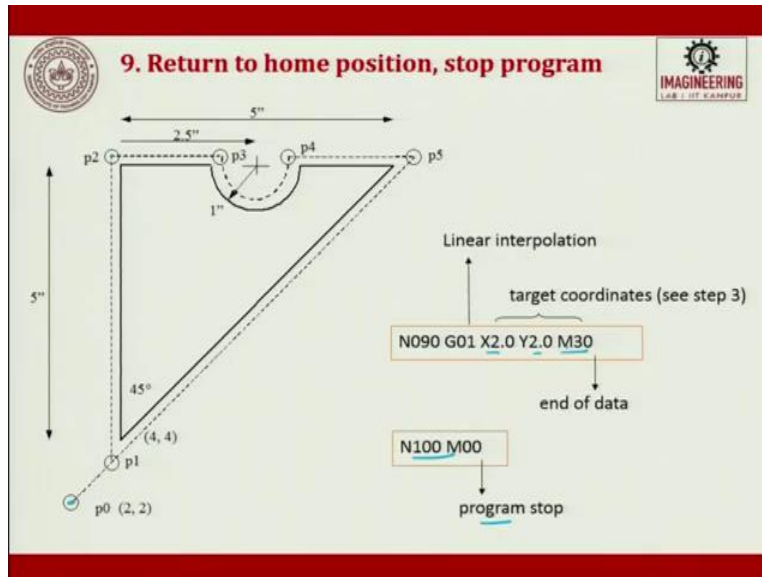 9. Return to home position, stop program
IMAGINEERING
LAB | IIT KANPUR
5"
2.5"
p2
p3
p4
p5
1"
Linear interpolation
target coordinates (see step 3)
5"
N090 G01 X2.0 Y2.0 M30
end of data
45°
(4, 4)
N100 M00
p1
p0 (2, 2)
program stop